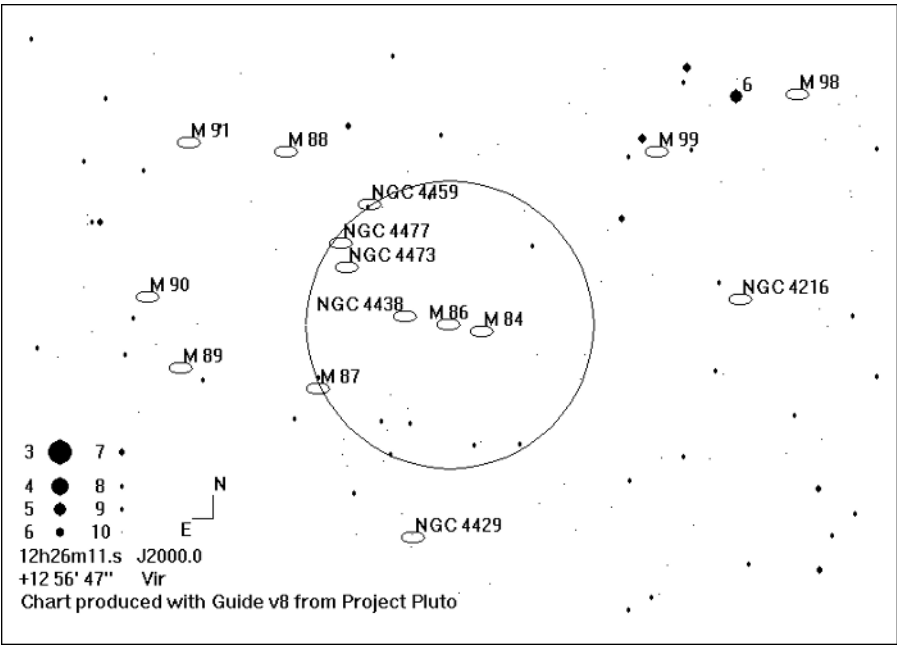 6
M 98
M 91
M 88
M 99
NGC 4459
NGC 4477
NGC 4473
M 90
NGC 4216
NGC 4438
M 86
M 84
M 89
M 87
3 7
4 8
5 9
6 10
N
E
NGC 4429
12h26m11.s J2000.0
+12 56' 47" Vir
Chart produced with Guide v8 from Project Pluto